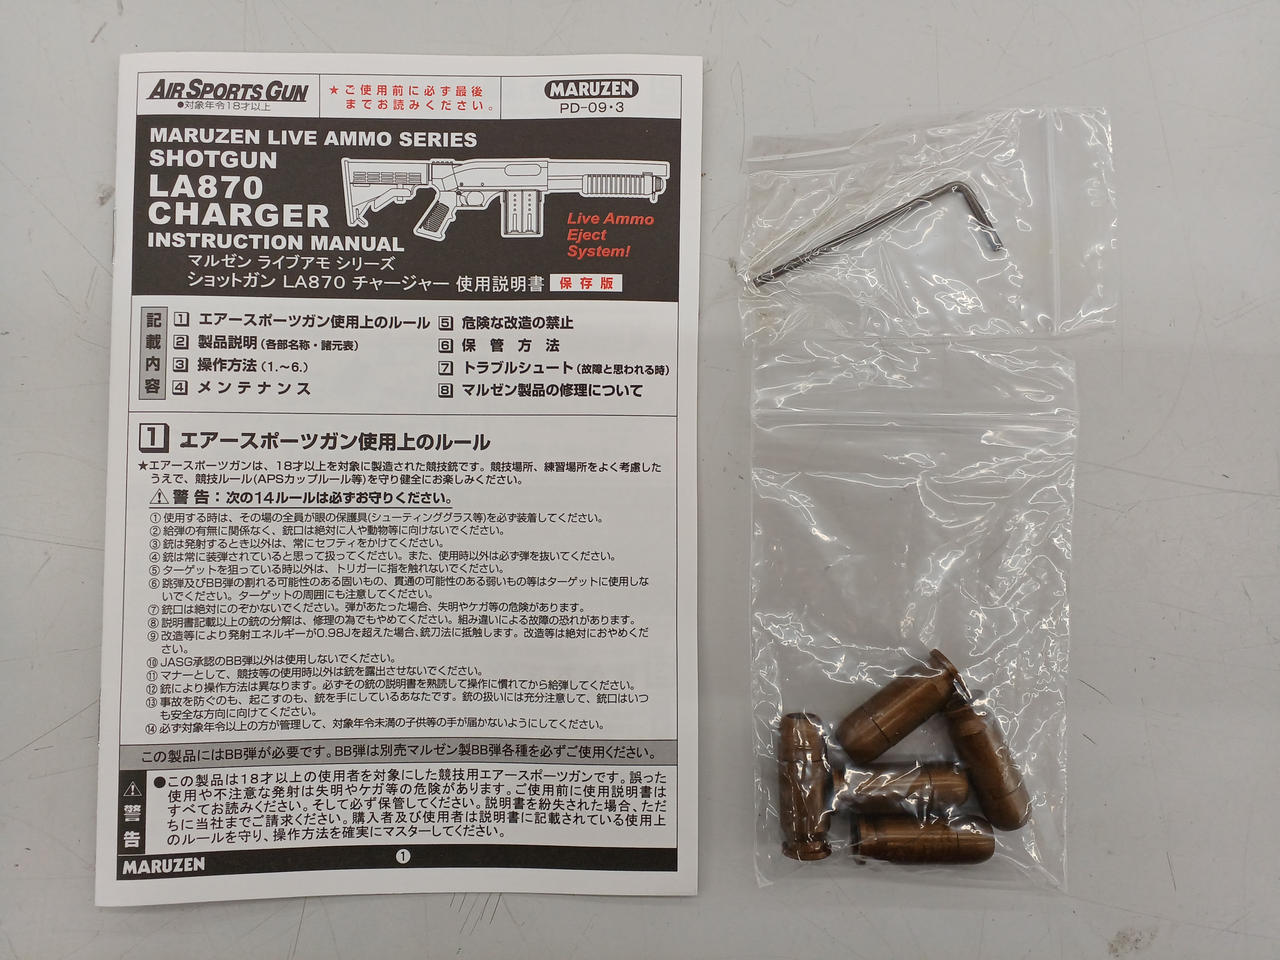 AIR SPORTS GUN
●対象年令18才以上
★ご使用前に必ず最後
までお読みください。
MARUZEN
PD-09・3
MARUZEN LIVE AMMO SERIES
SHOTGUN
LA870
CHARGER
INSTRUCTION MANUAL
Live Ammo
Eject
System!
マルゼン ライブアモ シリーズ
ショットガン LA870 チャージャー 使用説明書 保存版
記載内容
1 エアースポーツガン使用上のルール
2 製品説明(各部名称・諸元表)
3 操作方法(1.〜6.)
4 メンテナンス
5 危険な改造の禁止
6 保管方法
7 トラブルシュート(故障と思われる時)
8 マルゼン製品の修理について
1 エアースポーツガン使用上のルール
★エアースポーツガンは、18才以上を対象に製造された競技銃です。競技場所、練習場所をよく考慮した
うえで、競技ルール(APSカップルール等)を守り健全にお楽しみください。
⚠警告：次の14ルールは必ずお守りください。
①使用する時は、その場の全員が眼の保護具(シューティンググラス等)を必ず装着してください。
②給弾の有無に関係なく、銃口は絶対に人や動物等に向けないでください。
③銃は発射するとき以外は、常にセフティをかけてください。
④銃は常に装弾されていると思って扱ってください。また、使用時以外は必ず弾を抜いてください。
⑤ターゲットを狙っている時以外は、トリガーに指を触れないでください。
⑥跳弾及びBB弾の割れる可能性のある固いもの、貫通の可能性のある弱いもの等はターゲットに使用しな
いでください。ターゲットの周囲にも注意してください。
⑦銃口は絶対にのぞかないでください。弾があたった場合、失明やケガ等の危険があります。
⑧説明書記載以上の銃の分解は、修理の為でもやめてください。組み違いによる故障の恐れがあります。
⑨改造等により発射エネルギーが0.98Jを超えた場合、銃刀法に抵触します。改造等は絶対におやめくだ
さい。
⑩JASG承認のBB弾以外は使用しないでください。
⑪マナーとして、競技等の使用時以外は銃を露出させないでください。
⑫銃により操作方法は異なります。必ずその銃の説明書を熟読して操作に慣れてから給弾してください。
⑬事故を防ぐのも、起こすのも、銃を手にしているあなたです。銃の扱いには充分注意して、銃口はいつ
も安全な方向に向けてください。
⑭必ず対象年令以上の方が管理して、対象年令未満の子供等の手が届かないようにしてください。
この製品にはBB弾が必要です。BB弾は別売マルゼン製BB弾各種を必ずご使用ください。
⚠警告
●この製品は18才以上の使用者を対象にした競技用エアースポーツガンです。誤った
使用や不注意な発射は失明やケガ等の危険があります。ご使用前に使用説明書は
すべてお読みください。そして必ず保管してください。説明書を紛失された場合、ただ
ちに当社までご請求ください。購入者及び使用者は説明書に記載されている使用上
のルールを守り、操作方法を確実にマスターしてください。
MARUZEN
1